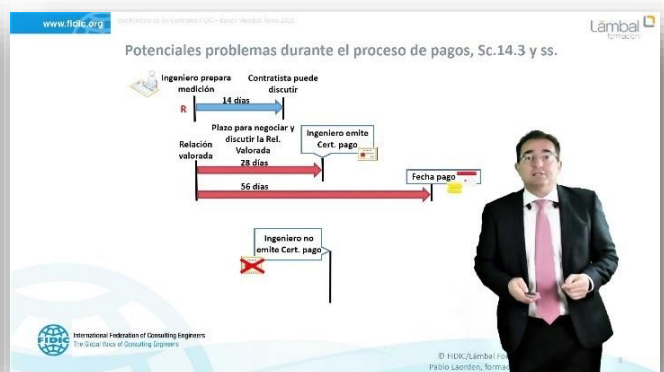 www.fidic.org
Lámbal
formación
Potenciales problemas durante el proceso de pagos, Sc.14.3 y ss.
Ingeniero prepara
medición
Contratista puede
discutir
R
14 días
Relación
valorada
Plazo para negociar y
discutir la Rel.
Valorada
28 días
Ingeniero emite
Cert. pago
56 días
Fecha pago
Ingeniero no
emite Cert. pago
FIDIC
International Federation of Consulting Engineers
The Global Voice of Consulting Engineers
© FIDIC/Lámbal
Pablo Laorden,